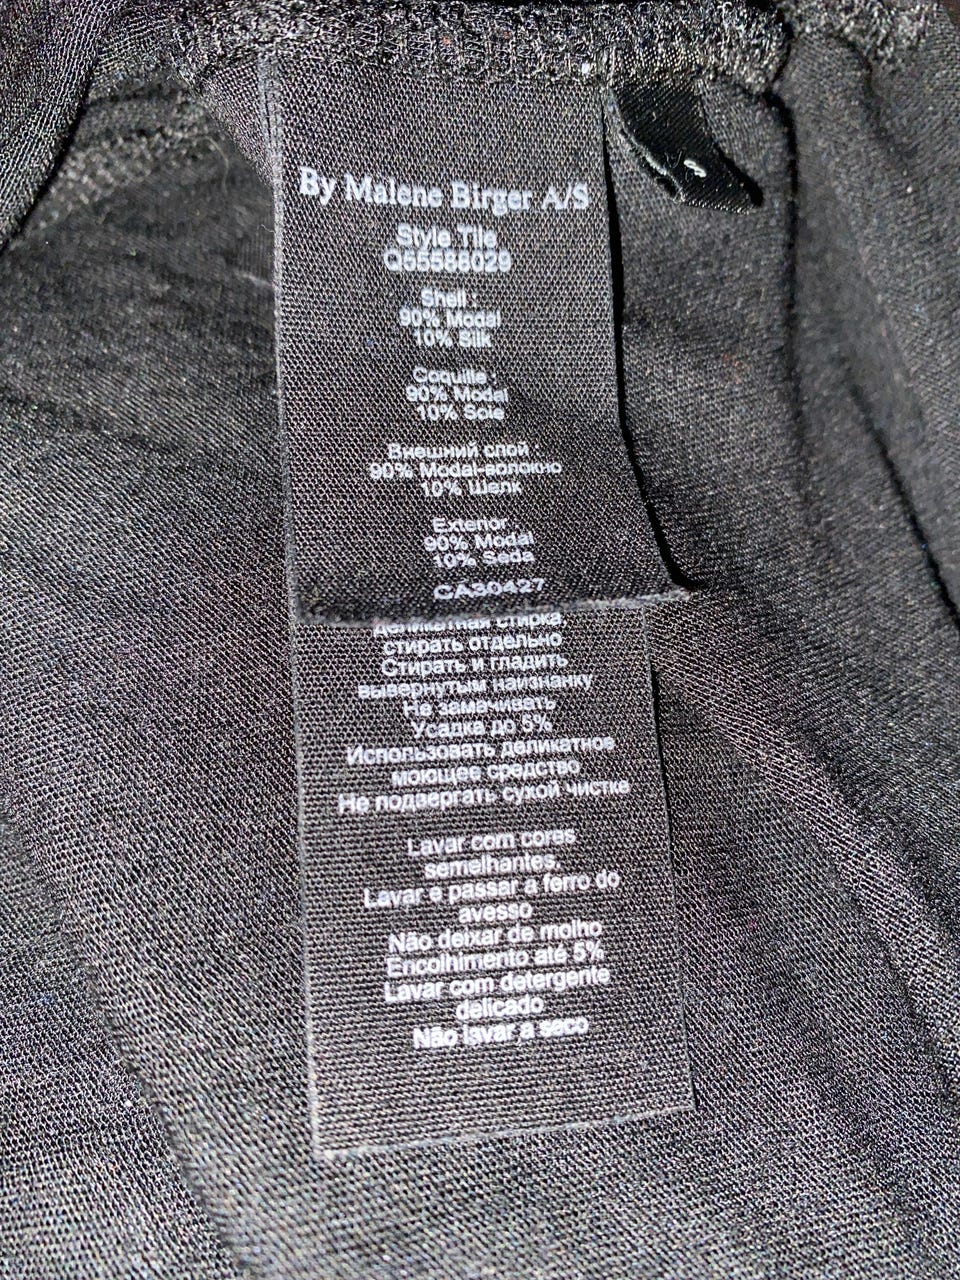 By Malene Birger A/S
Style Tile
Q55588029
Shell :
90% Modal
10% Silk
Coquille :
90% Modal
10% Soie
Внешний слой :
90% Modal-волокно
10% Шелк
Exterior :
90% Modal
10% Seda
CA30427
деликатная стирка,
стирать отдельно
Стирать и гладить
вывернутым наизнанку
Не замачивать
Усадка до 5%
Использовать деликатное
моющее средство
Не подвергать сухой чистке
Lavar com cores
semelhantes,
Lavar e passar a ferro do
avesso
Não deixar de molho
Encolhimento até 5%
Lavar com detergente
delicado
Não lavar a seco